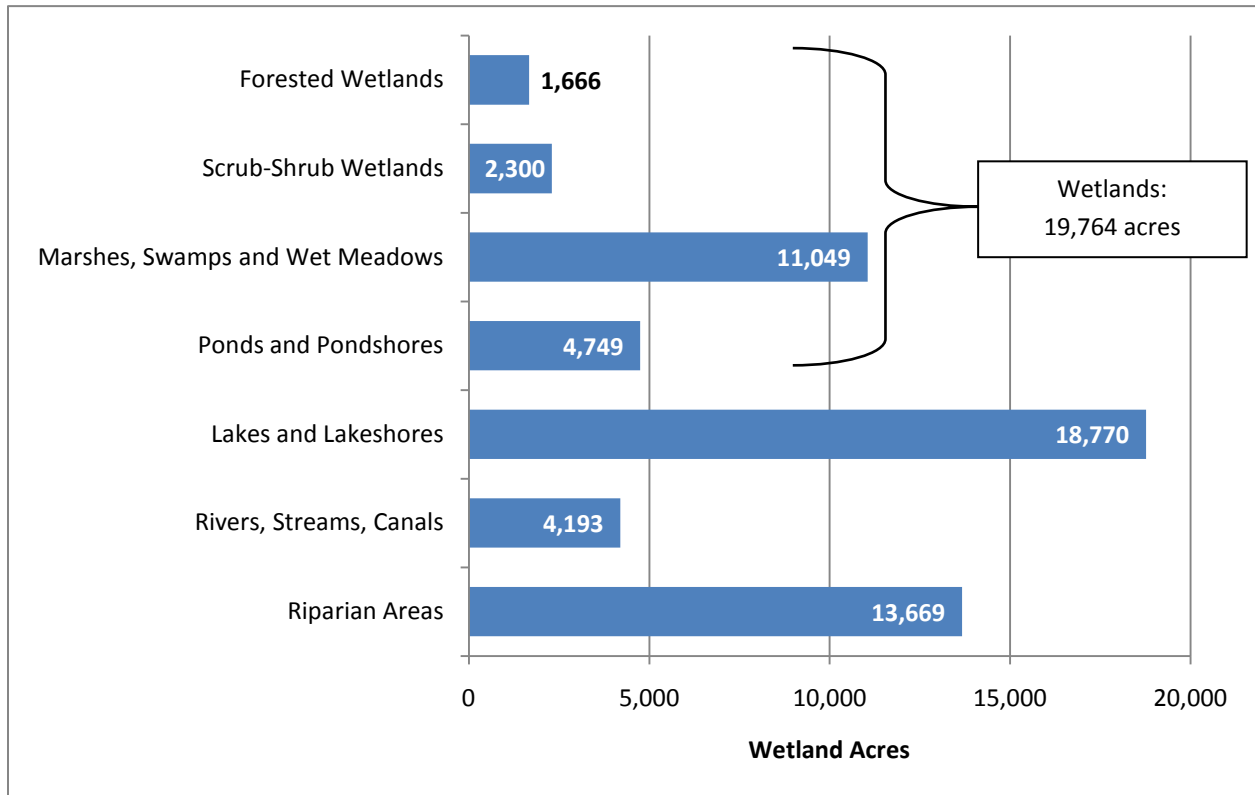 Forested Wetlands
1,666
Scrub-Shrub Wetlands
2,300
Wetlands:
19,764 acres
Marshes, Swamps and Wet Meadows
11,049
Ponds and Pondshores
4,749
Lakes and Lakeshores
18,770
Rivers, Streams, Canals
4,193
Riparian Areas
13,669
0 5,000 10,000 15,000 20,000
Wetland Acres